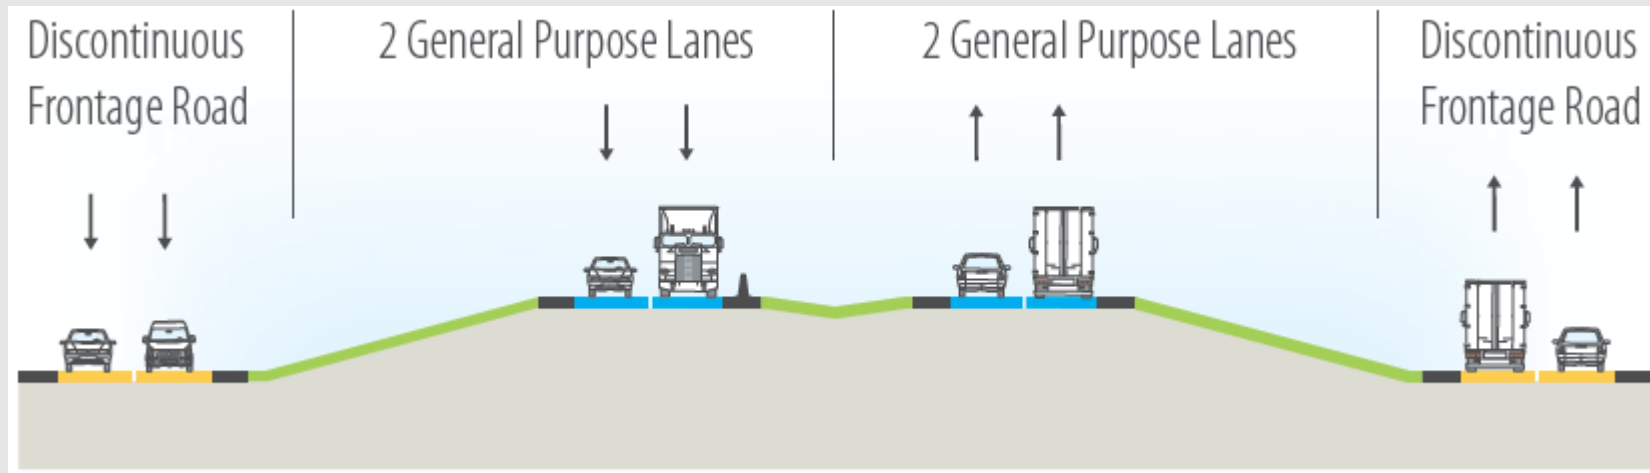 Discontinuous
Frontage Road
2 General Purpose Lanes
2 General Purpose Lanes
Discontinuous
Frontage Road